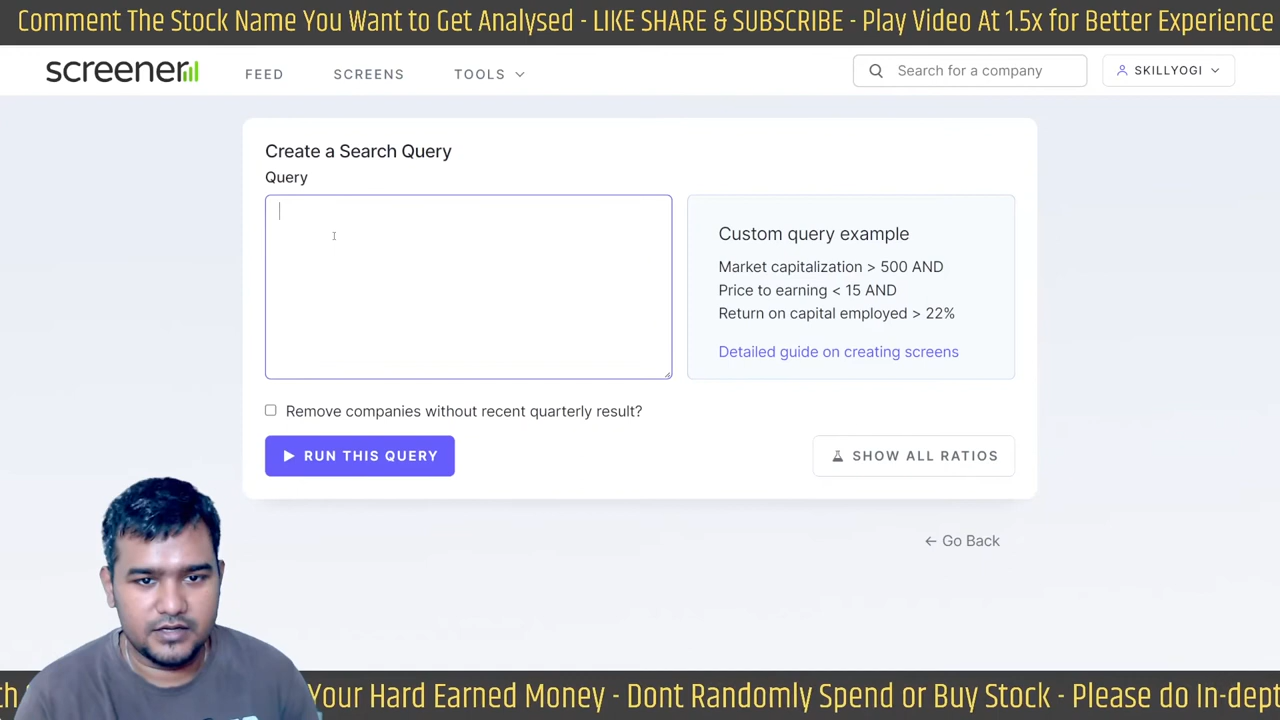 Comment The Stock Name You Want to Get Analysed - LIKE SHARE & SUBSCRIBE - Play Video At 1.5x for Better Experience
screener
FEED
SCREENS
TOOLS
Search for a company
SKILLYOGI
Create a Search Query
Query
Custom query example
Market capitalization > 500 AND
Price to earning < 15 AND
Return on capital employed > 22%
Detailed guide on creating screens
Remove companies without recent quarterly result?
RUN THIS QUERY
SHOW ALL RATIOS
← Go Back
Your Hard Earned Money - Dont Randomly Spend or Buy Stock - Please do In-dept